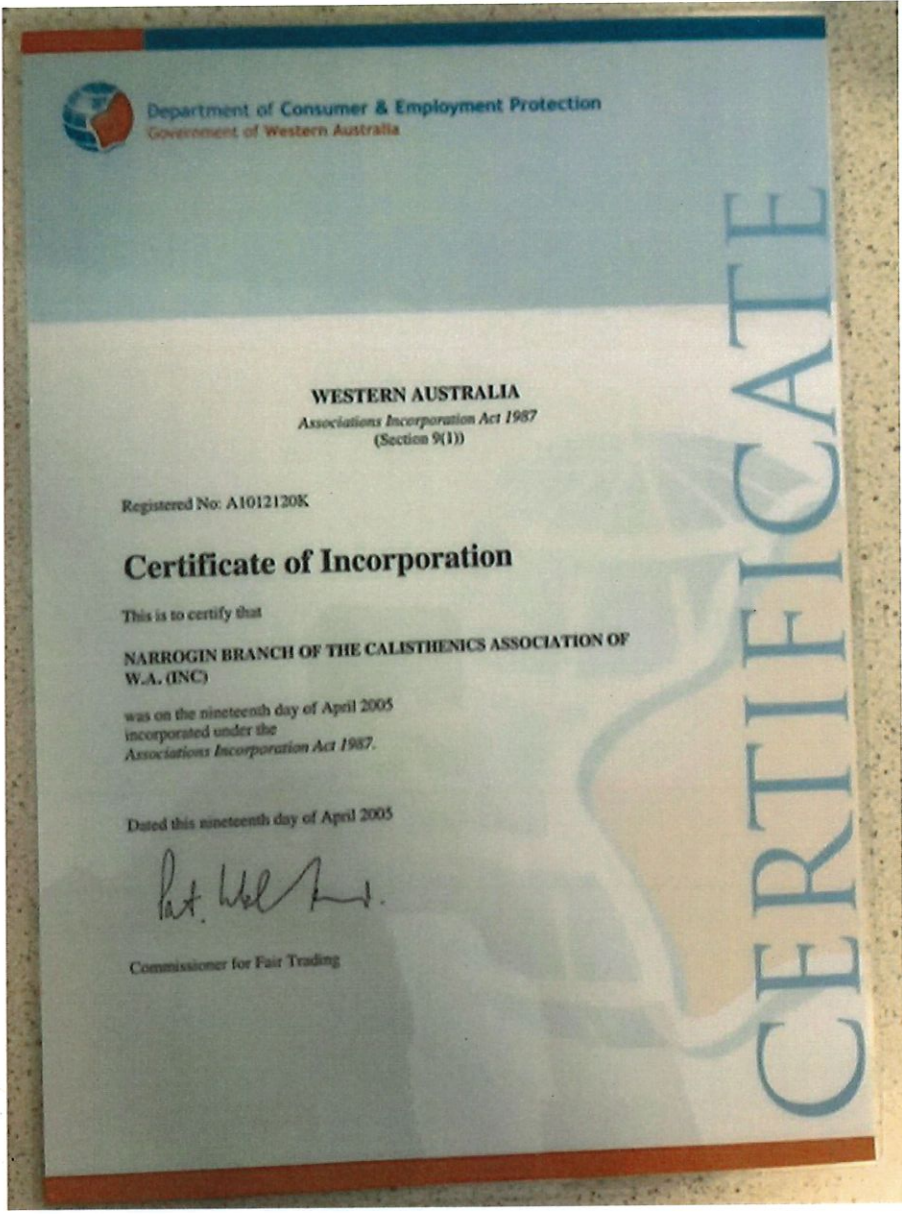 Department of Consumer & Employment Protection
Government of Western Australia
CERTIFICATE
WESTERN AUSTRALIA
Associations Incorporation Act 1987
(Section 9(1))
Registered No: A1012120K
Certificate of Incorporation
This is to certify that
NARROGIN BRANCH OF THE CALISTHENICS ASSOCIATION OF
W.A. (INC)
was on the nineteenth day of April 2005
incorporated under the
Associations Incorporation Act 1987.
Dated this nineteenth day of April 2005
Pat.
Commissioner for Fair Trading